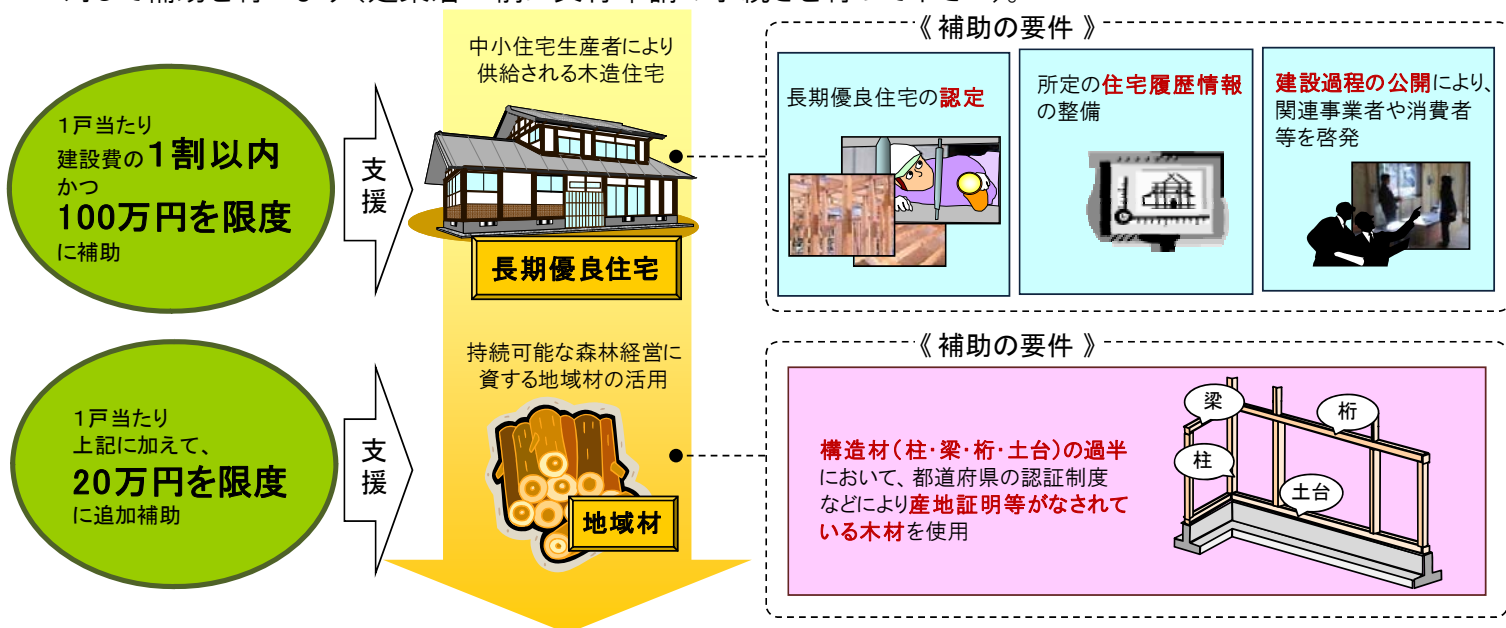 中小住宅生産者により
供給される木造住宅
1戸当たり
建設費の1割以内
かつ
100万円を限度
に補助
支援
長期優良住宅
《 補助の要件 》
長期優良住宅の認定
所定の住宅履歴情報
の整備
建設過程の公開により、
関連事業者や消費者
等を啓発
持続可能な森林経営に
資する地域材の活用
1戸当たり
上記に加えて、
20万円を限度
に追加補助
支援
地域材
《 補助の要件 》
構造材(柱・梁・桁・土台)の過半
において、都道府県の認証制度
などにより産地証明等がなされて
いる木材を使用
梁
桁
柱
土台